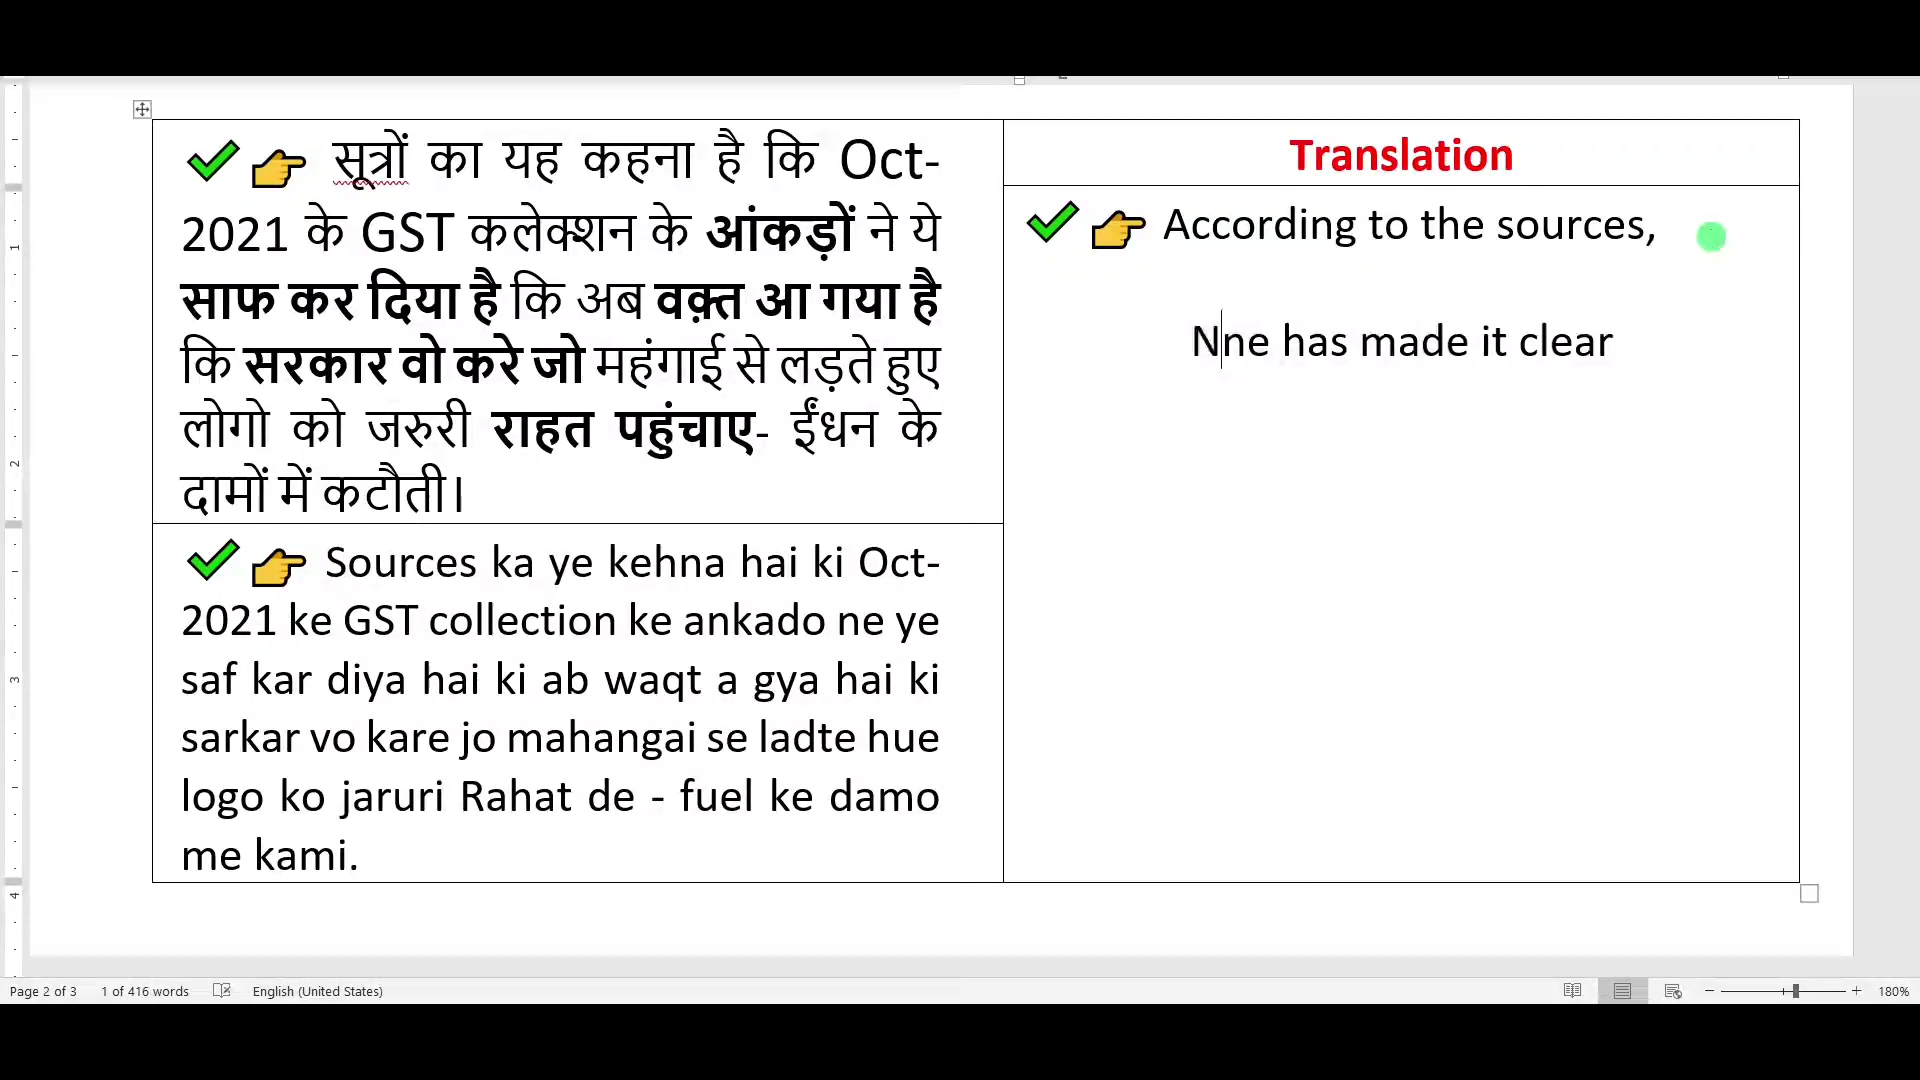 सूत्रों का यह कहना है कि Oct-
2021 के GST कलेक्शन के आंकड़ों ने ये
साफ कर दिया है कि अब वक़्त आ गया है
कि सरकार वो करे जो महंगाई से लड़ते हुए
लोगो को जरुरी राहत पहुंचाए- ईंधन के
दामों में कटौती।
Sources ka ye kehna hai ki Oct-
2021 ke GST collection ke ankado ne ye
saf kar diya hai ki ab waqt a gya hai ki
sarkar vo kare jo mahangai se ladte hue
logo ko jaruri Rahat de - fuel ke damo
me kami.
Translation
According to the sources,
Nne has made it clear
1
2
3
4
Page 2 of 3 1 of 416 words English (United States) 180%